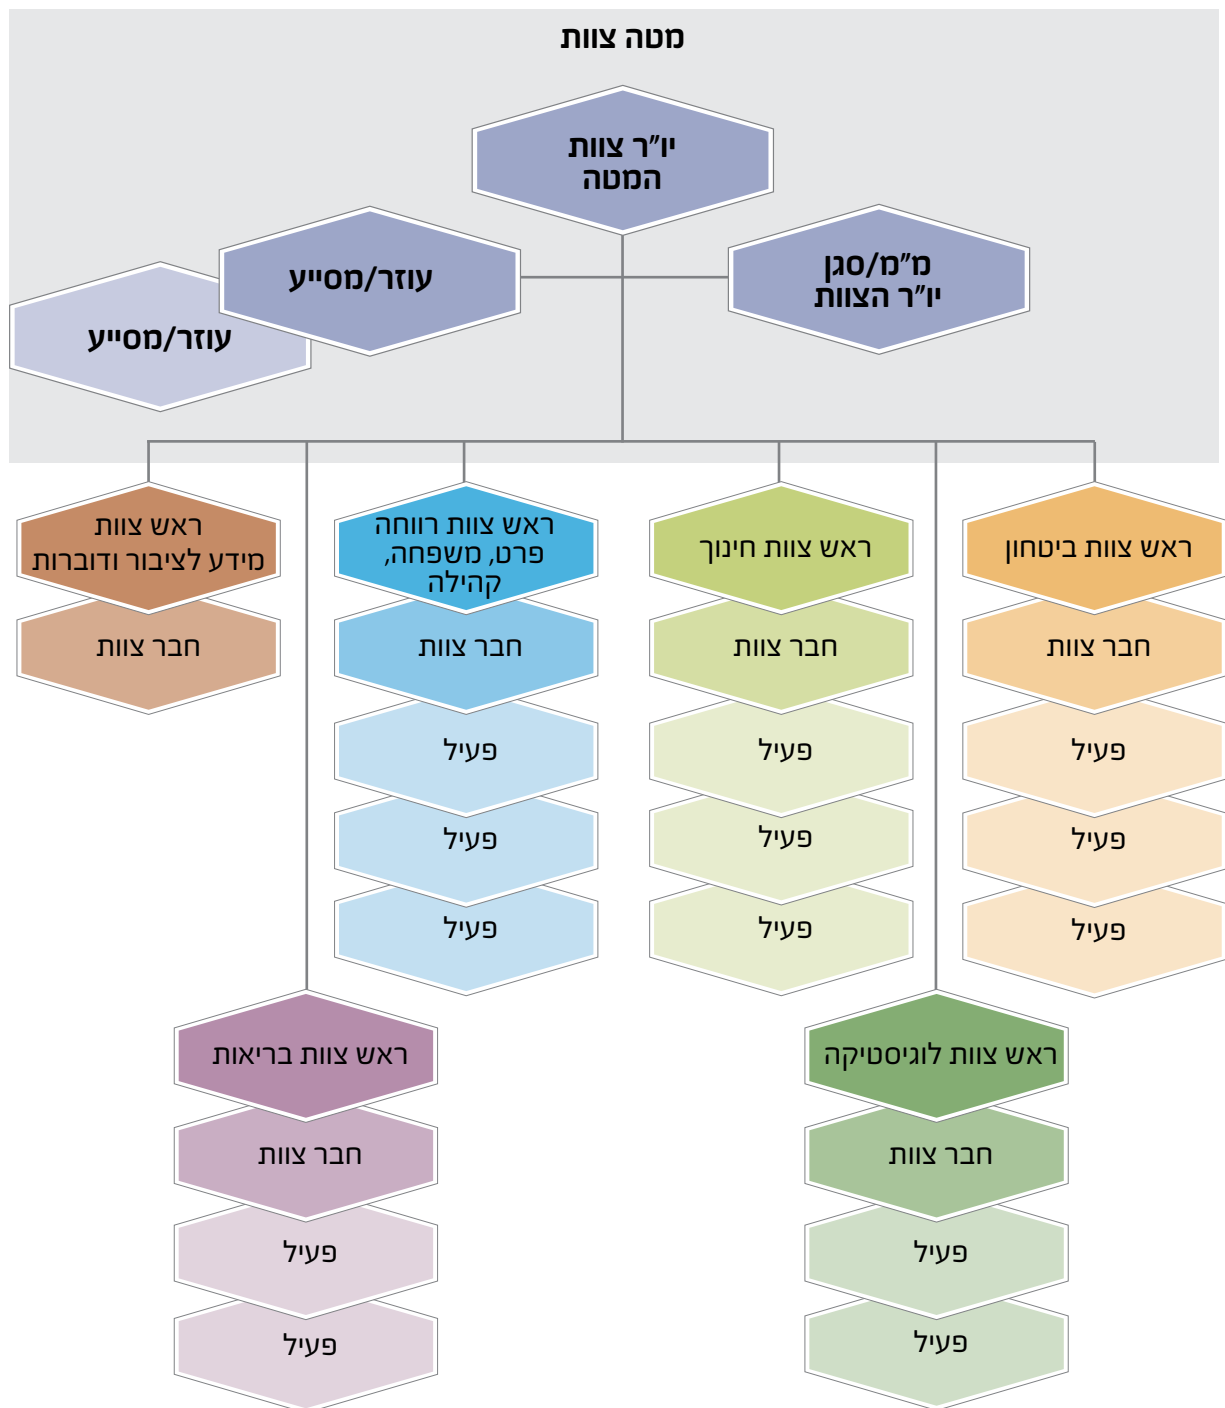 מטה צוות
יו"ר צוות
המטה
מ"מ/סגן
יו"ר הצוות
עוזר/מסייע
עוזר/מסייע
ראש צוות ביטחון
חבר צוות
פעיל
פעיל
פעיל
ראש צוות חינוך
חבר צוות
פעיל
פעיל
פעיל
ראש צוות רווחה
פרט, משפחה,
קהילה
חבר צוות
פעיל
פעיל
פעיל
ראש צוות
מידע לציבור ודוברות
חבר צוות
ראש צוות לוגיסטיקה
חבר צוות
פעיל
פעיל
ראש צוות בריאות
חבר צוות
פעיל
פעיל